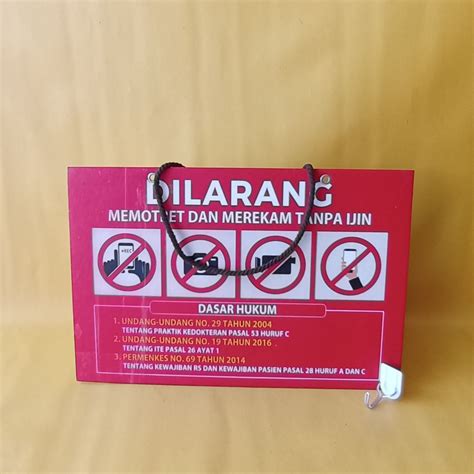 DILARANG
MEMOTRET DAN MEREKAM TANPA IJIN
REC
DASAR HUKUM
1. UNDANG-UNDANG NO. 29 TAHUN 2004
TENTANG PRAKTIK KEDOKTERAN PASAL 53 HURUF C
2. UNDANG-UNDANG NO. 19 TAHUN 2016 .
TENTANG ITE PASAL 26 AYAT 1
3. PERMENKES NO. 69 TAHUN 2014
TENTANG KEWAJIBAN RS DAN KEWAJIBAN PASIEN PASAL 28 HURUF A DAN C